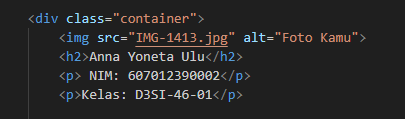 <div class="container">
<img src="IMG-1413.jpg" alt="Foto Kamu">
<h2>Anna Yoneta Ulu</h2>
<p> NIM: 607012390002</p>
<p>Kelas: D3SI-46-01</p>